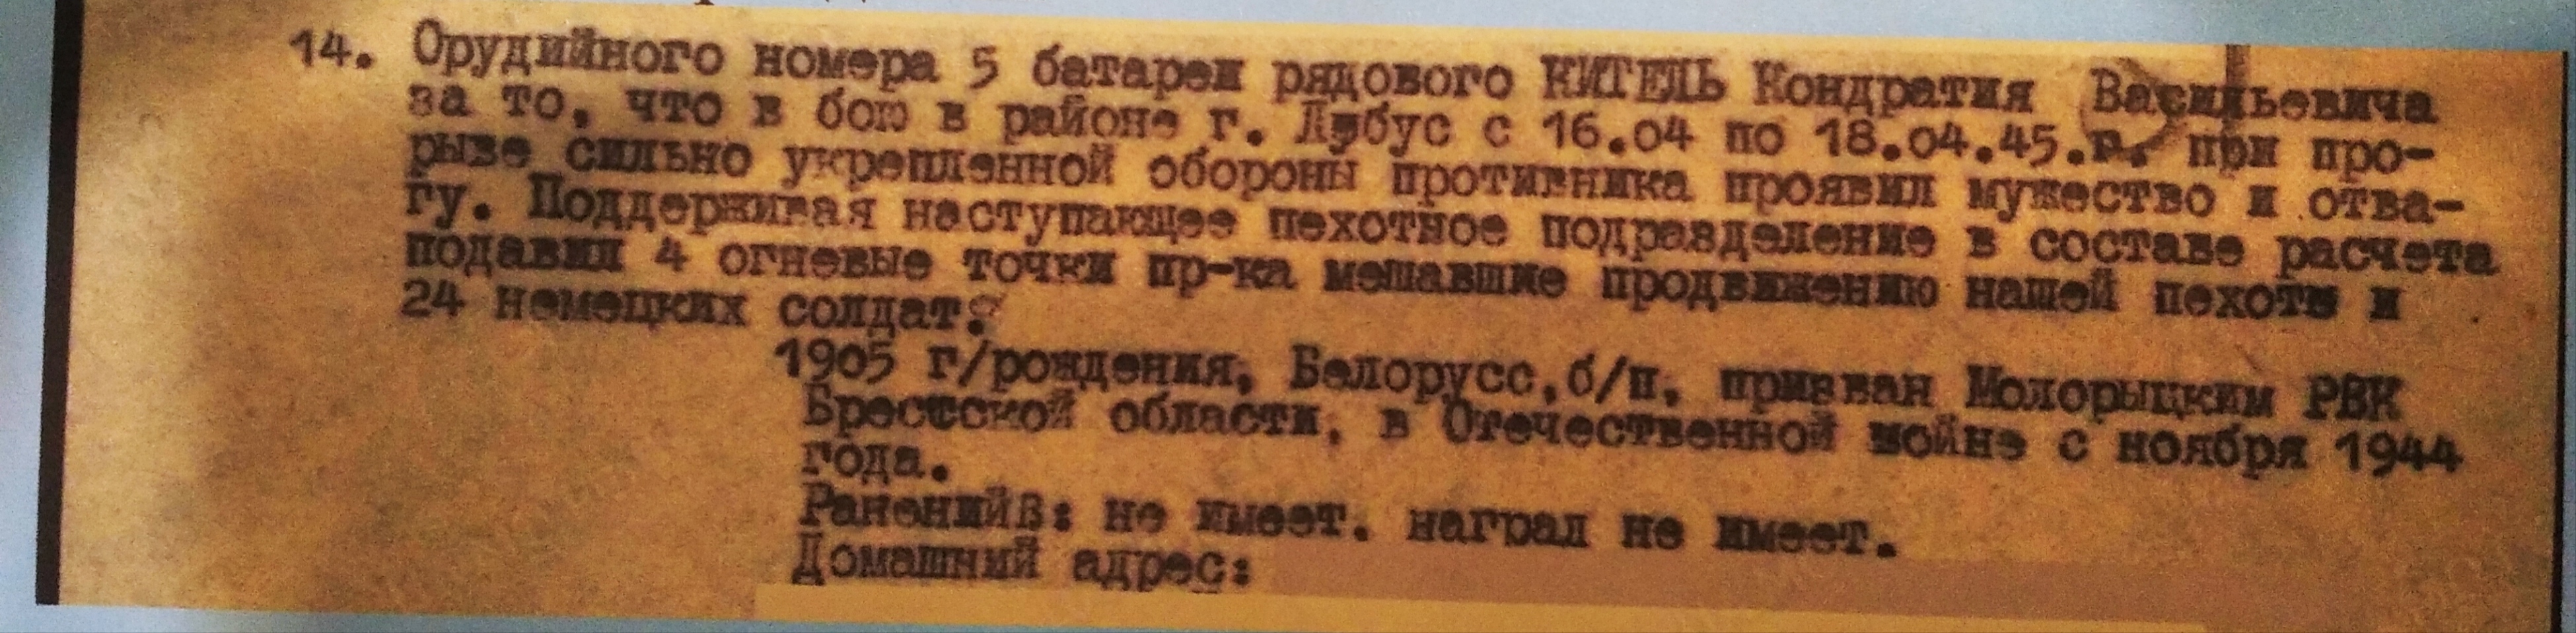 14. Орудийного номера 5 батареи рядового КИТЕЛЬ Кондратия Васильевича
за то, что в бою в районе г. Лубус с 16.04 по 18.04.45.г. при про-
рыве сильно укрепленной обороны противника проявил мужество и отва-
гу. Поддерживая наступающее пехотное подразделение в составе расчета
подавил 4 огневые точки пр-ка мешавшие продвижению нашей пехоты и
24 немецких солдат.
1905 г/рождения, Белорусс,б/п, призван Молорыцким РВК
Брестской области, в Отечественной войне с ноября 1944
года.
Ранений: не имеет. наград не имеет.
Домашний адрес: